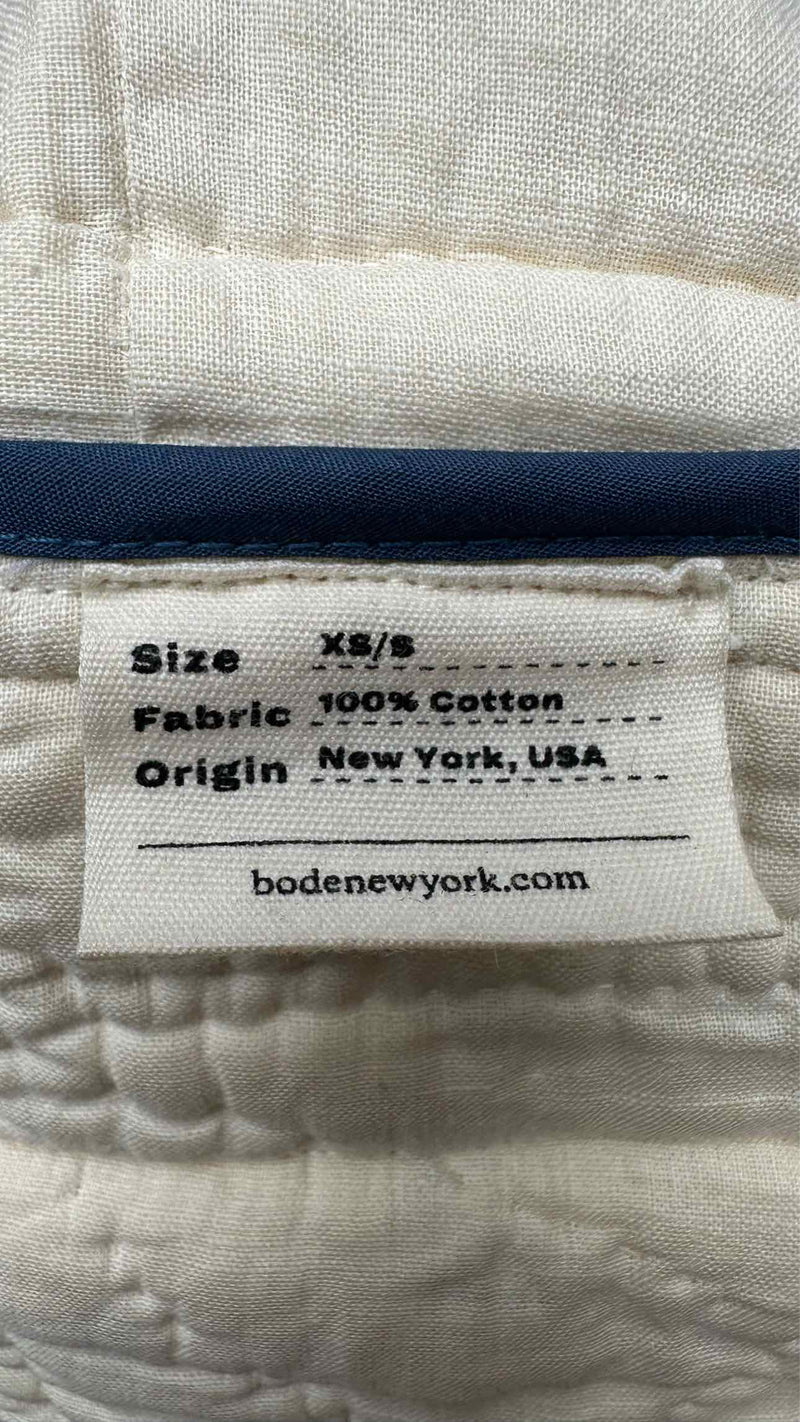 Size XS/S
Fabric 100% Cotton
Origin New York, USA
bodenewyork.com